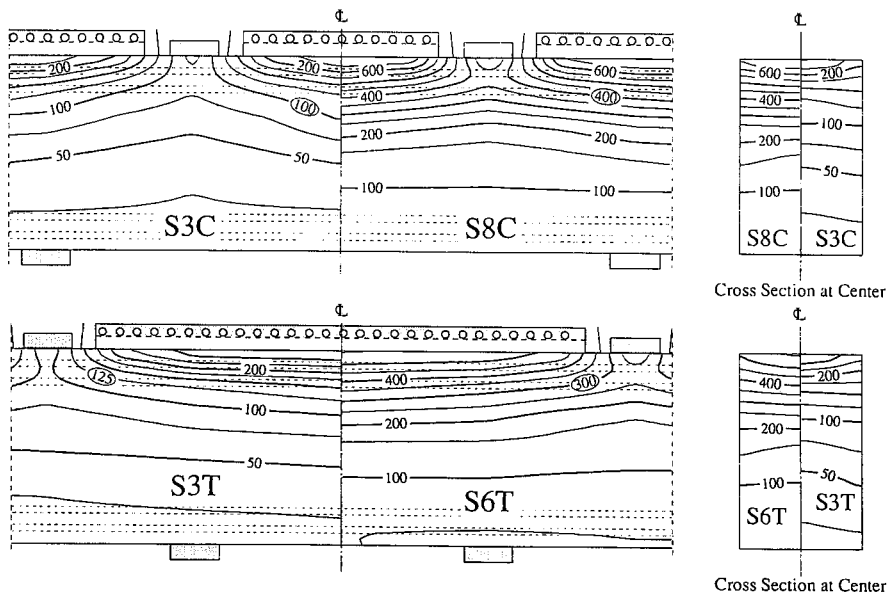 ℄ ℄
200 200 600 600 600 200
100 100 400 400 400
200 200 100
50 50 200 50
100 100 100
S3C S8C S8C S3C
Cross Section at Center
℄ ℄
125 200 400 300 400 200
100 200 200 100
50 100 100 50
S3T S6T S6T S3T
Cross Section at Center